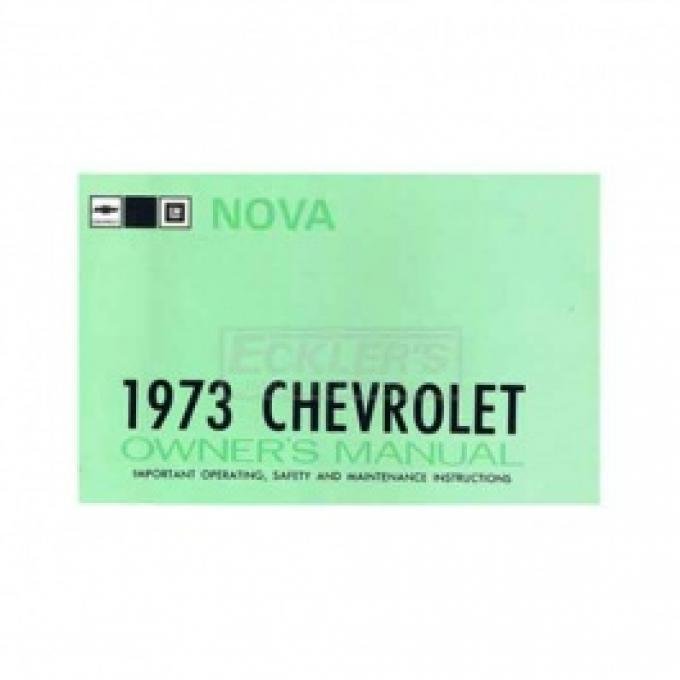 NOVA
ECKLER'S
1973 CHEVROLET
OWNER'S MANUAL
IMPORTANT OPERATING, SAFETY AND MAINTENANCE INSTRUCTIONS